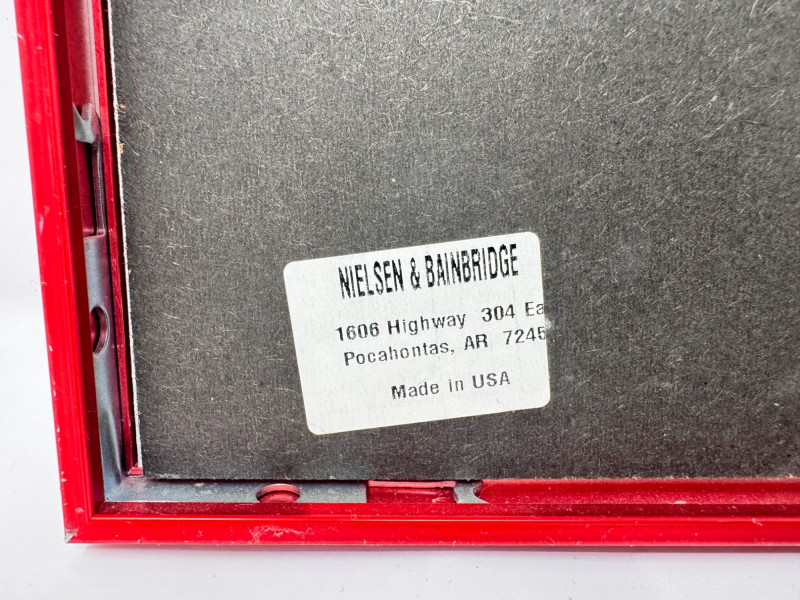 NIELSEN & BAINBRIDGE
1606 Highway 304 Ea
Pocahontas, AR 7245
Made in USA